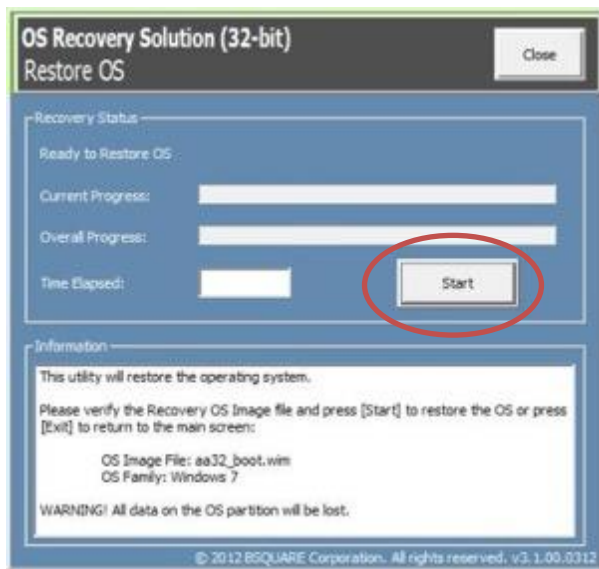 OS Recovery Solution (32-bit)
Restore OS
Close
Recovery Status
Ready to Restore OS
Current Progress:
Overall Progress:
Time Elapsed:
Start
Information
This utility will restore the operating system.
Please verify the Recovery OS Image file and press [Start] to restore the OS or press
[Exit] to return to the main screen:
OS Image File: aa32_boot.wim
OS Family: Windows 7
WARNING! All data on the OS partition will be lost.
© 2012 BSQUARE Corporation. All rights reserved. v3.1.00.0312